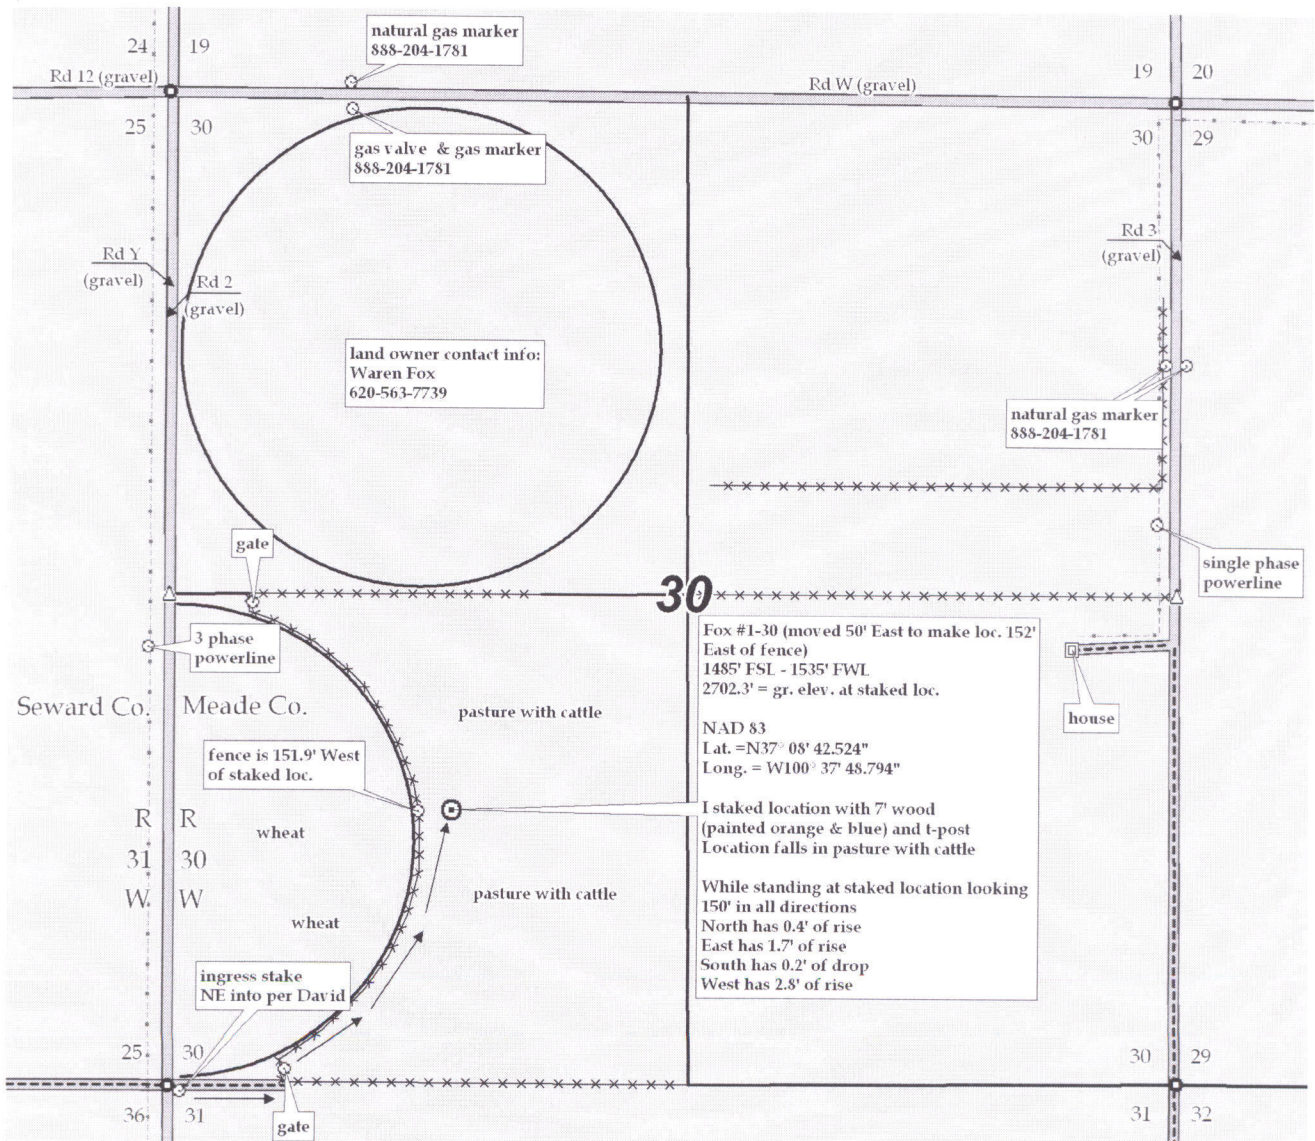 natural gas marker
888-204-1781
24 19
19 20
Rd 12 (gravel)
Rd W (gravel)
25 30
30 29
gas valve & gas marker
888-204-1781
Rd Y
(gravel)
Rd 2
(gravel)
Rd 3
(gravel)
land owner contact info:
Waren Fox
620-563-7739
natural gas marker
888-204-1781
gate
single phase
powerline
30
3 phase
powerline
Fox #1-30 (moved 50' East to make loc. 152'
East of fence)
1485' FSL - 1535' FWL
2702.3' = gr. elev. at staked loc.
NAD 83
Lat. =N37° 08' 42.524"
Long. = W100° 37' 48.794"
I staked location with 7' wood
(painted orange & blue) and t-post
Location falls in pasture with cattle
While standing at staked location looking
150' in all directions
North has 0.4' of rise
East has 1.7' of rise
South has 0.2' of drop
West has 2.8' of rise
house
Seward Co. Meade Co.
pasture with cattle
fence is 151.9' West
of staked loc.
R R
31 30
W W
wheat
pasture with cattle
wheat
ingress stake
NE into per David
25 30
30 29
36 31
31 32
gate